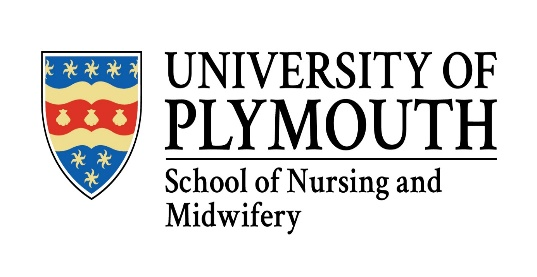 UNIVERSITY OF
PLYMOUTH
School of Nursing and
Midwifery